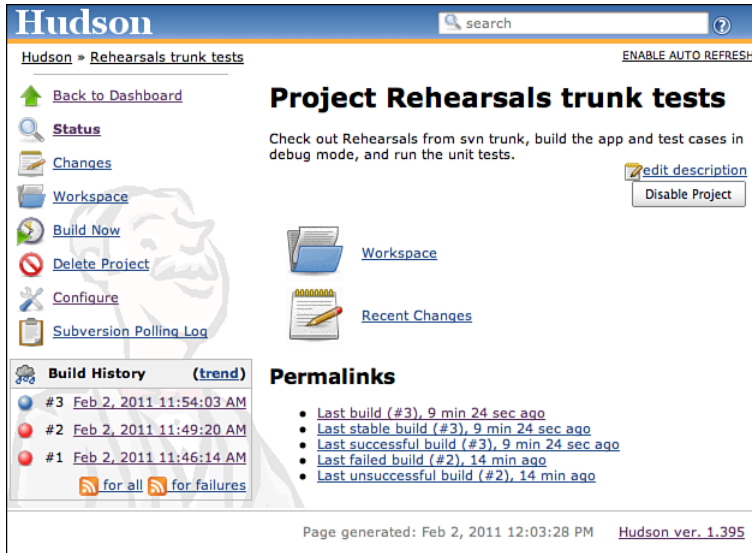 Hudson
search
Hudson » Rehearsals trunk tests
ENABLE AUTO REFRESH
Back to Dashboard
Status
Changes
Workspace
Build Now
Delete Project
Configure
Subversion Polling Log
Build History (trend)
#3 Feb 2, 2011 11:54:03 AM
#2 Feb 2, 2011 11:49:20 AM
#1 Feb 2, 2011 11:46:14 AM
for all for failures
Project Rehearsals trunk tests
Check out Rehearsals from svn trunk, build the app and test cases in
debug mode, and run the unit tests.
edit description
Disable Project
Workspace
Recent Changes
Permalinks
Last build (#3), 9 min 24 sec ago
Last stable build (#3), 9 min 24 sec ago
Last successful build (#3), 9 min 24 sec ago
Last failed build (#2), 14 min ago
Last unsuccessful build (#2), 14 min ago
Page generated: Feb 2, 2011 12:03:28 PM Hudson ver. 1.395